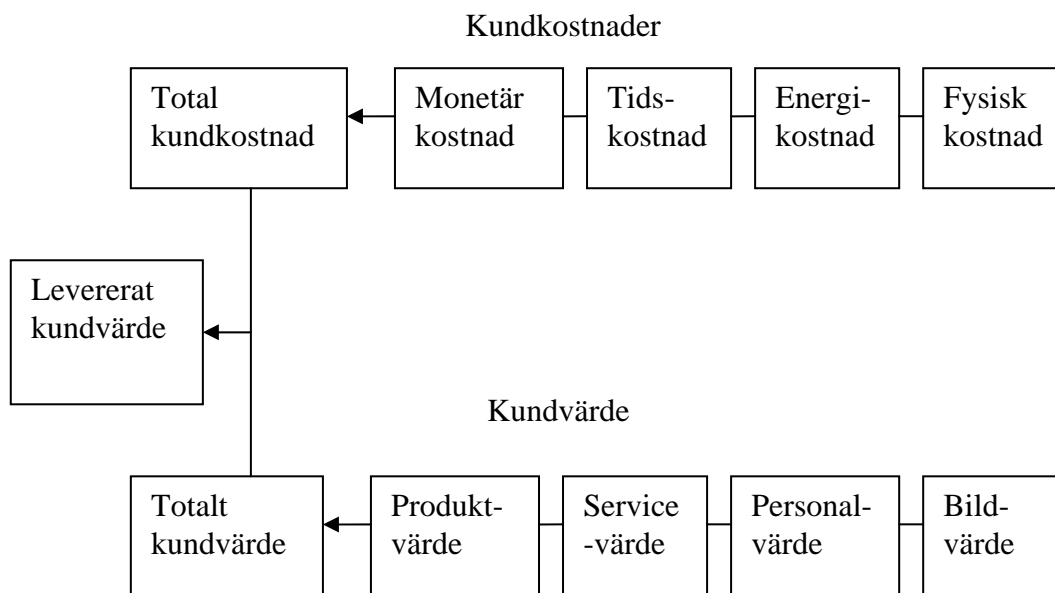 Kundkostnader
Total
kundkostnad
Monetär
kostnad
Tids-
kostnad
Energi-
kostnad
Fysisk
kostnad
Levererat
kundvärde
Kundvärde
Totalt
kundvärde
Produkt-
värde
Service
-värde
Personal-
värde
Bild-
värde